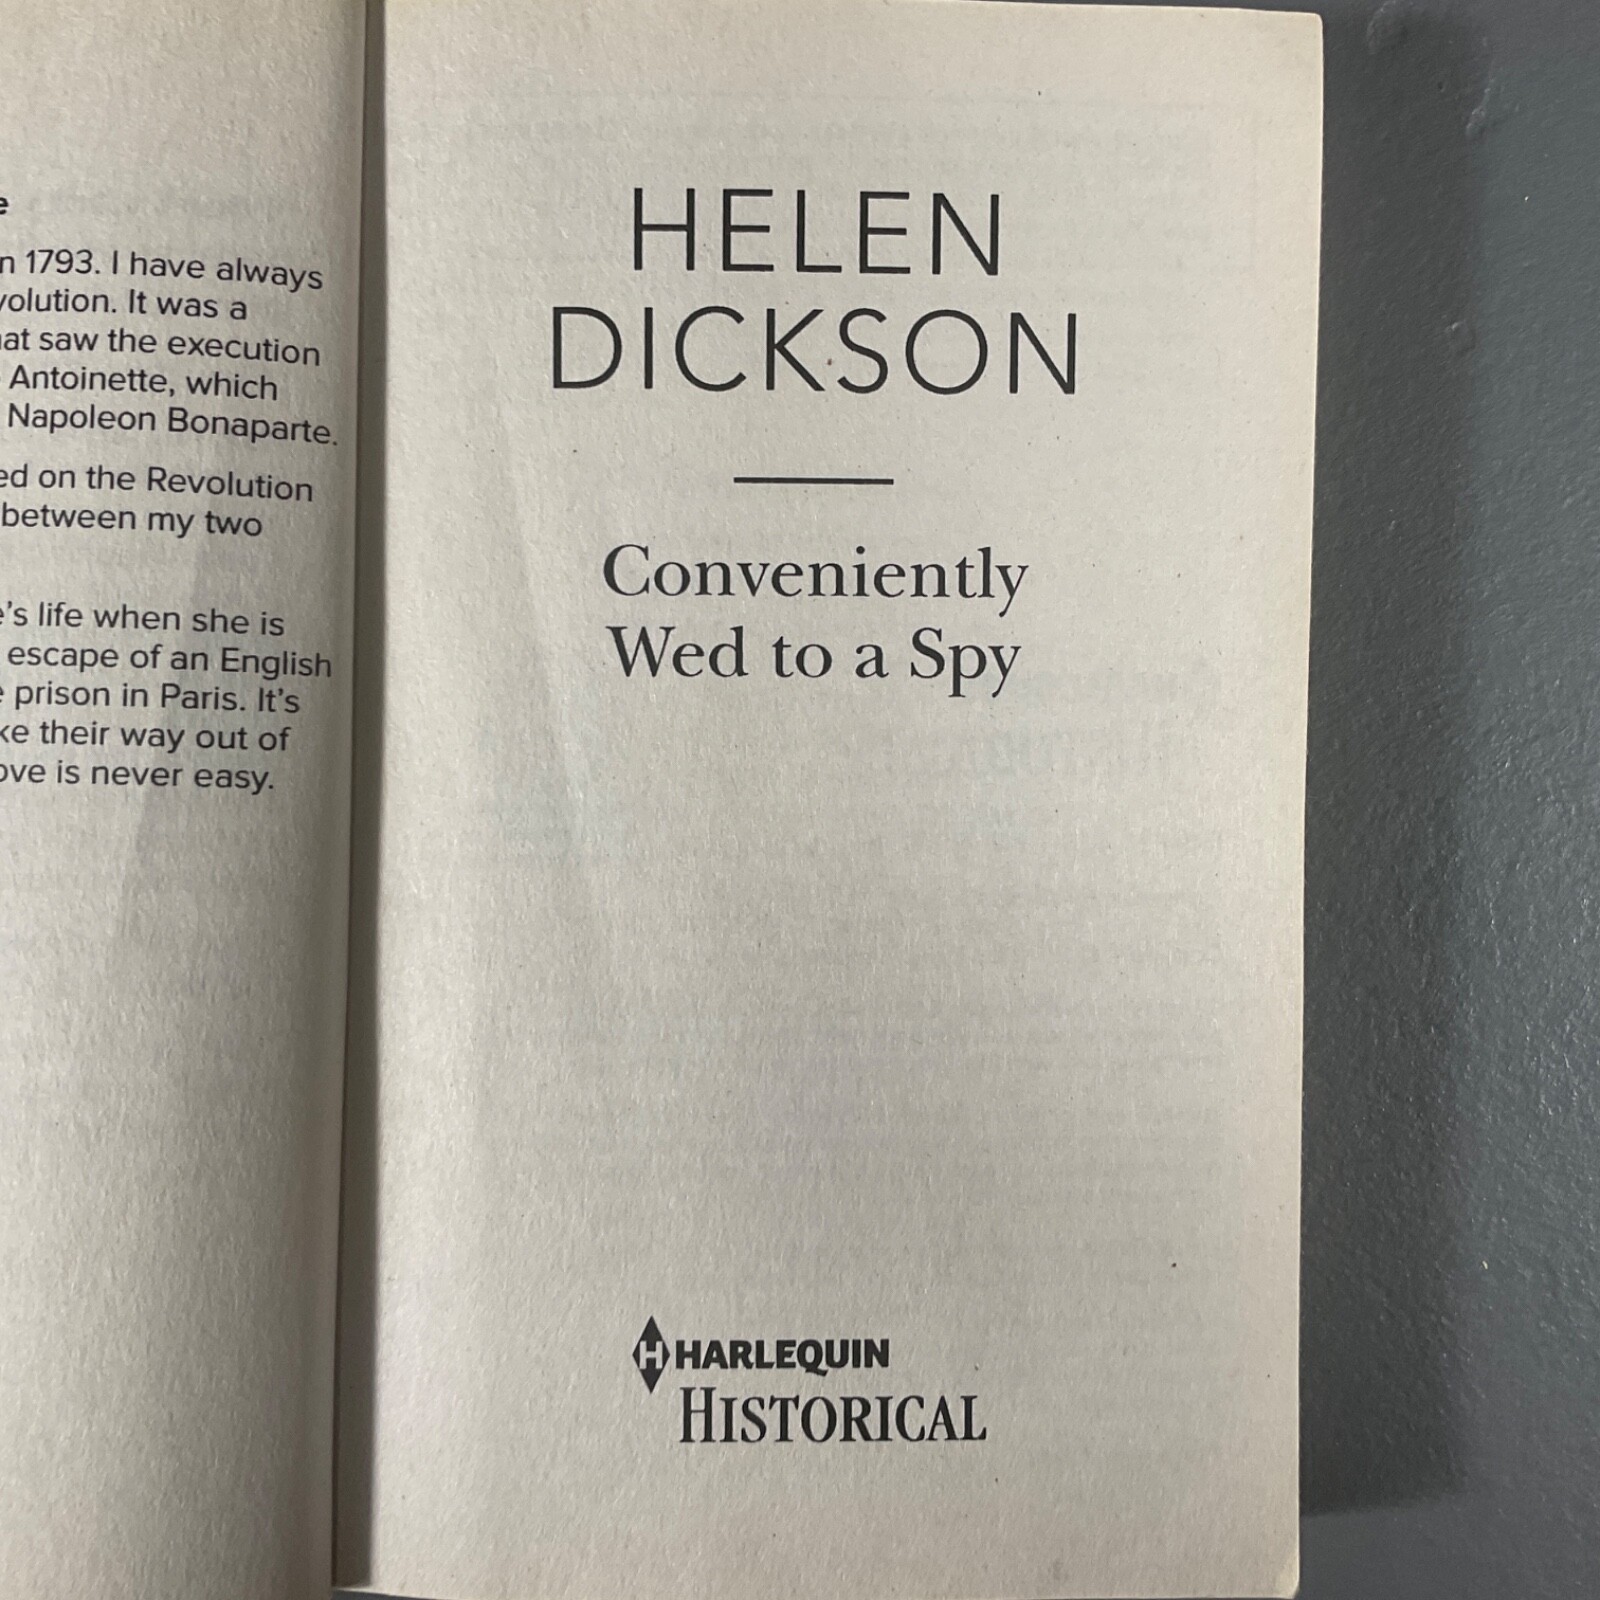 n 1793. I have always
volution. It was a
hat saw the execution
Antoinette, which
Napoleon Bonaparte.
ed on the Revolution
between my two
e's life when she is
escape of an English
e prison in Paris. It's
ke their way out of
ove is never easy.
HELEN
DICKSON
Conveniently
Wed to a Spy
H HARLEQUIN
HISTORICAL